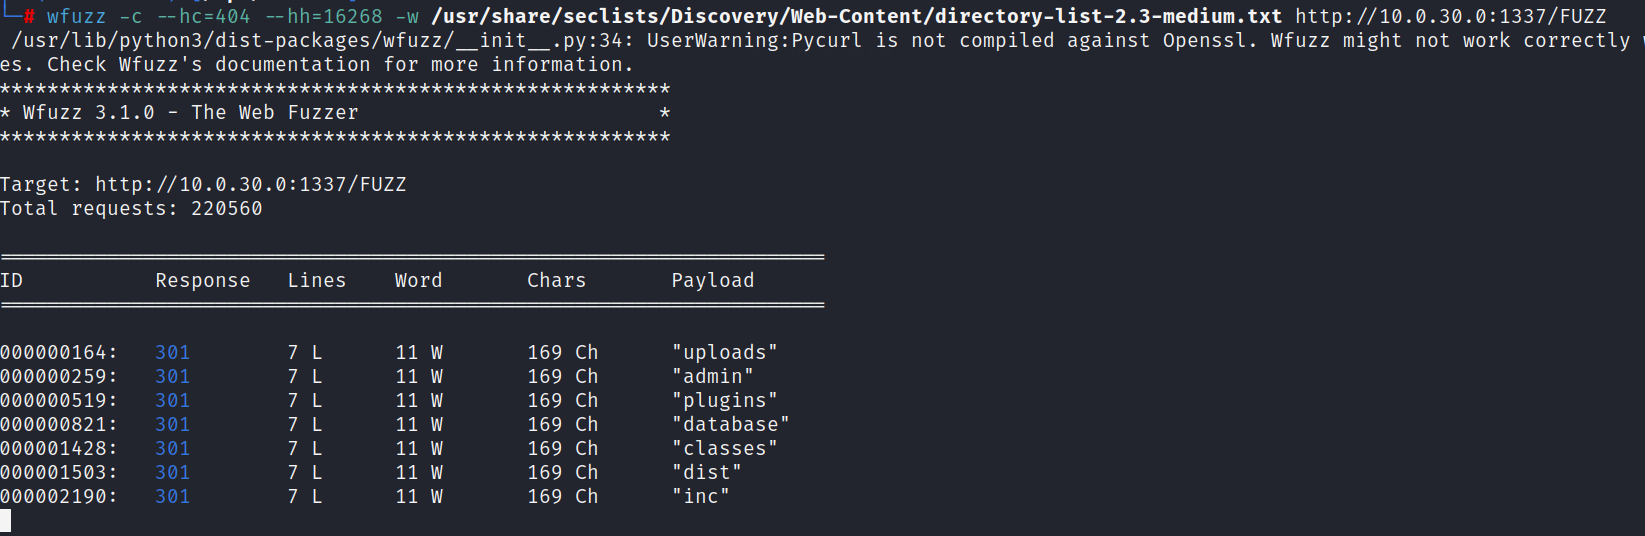 # wfuzz -c --hc=404 --hh=16268 -w /usr/share/seclists/Discovery/Web-Content/directory-list-2.3-medium.txt http://10.0.30.0:1337/FUZZ
/usr/lib/python3/dist-packages/wfuzz/__init__.py:34: UserWarning:Pycurl is not compiled against Openssl. Wfuzz might not work correctly
es. Check Wfuzz's documentation for more information.
********************************************************
* Wfuzz 3.1.0 - The Web Fuzzer                         *
********************************************************
Target: http://10.0.30.0:1337/FUZZ
Total requests: 220560
=====================================================================
ID           Response   Lines    Word       Chars       Payload
=====================================================================
000000164:   301        7 L      11 W       169 Ch      "uploads"
000000259:   301        7 L      11 W       169 Ch      "admin"
000000519:   301        7 L      11 W       169 Ch      "plugins"
000000821:   301        7 L      11 W       169 Ch      "database"
000001428:   301        7 L      11 W       169 Ch      "classes"
000001503:   301        7 L      11 W       169 Ch      "dist"
000002190:   301        7 L      11 W       169 Ch      "inc"